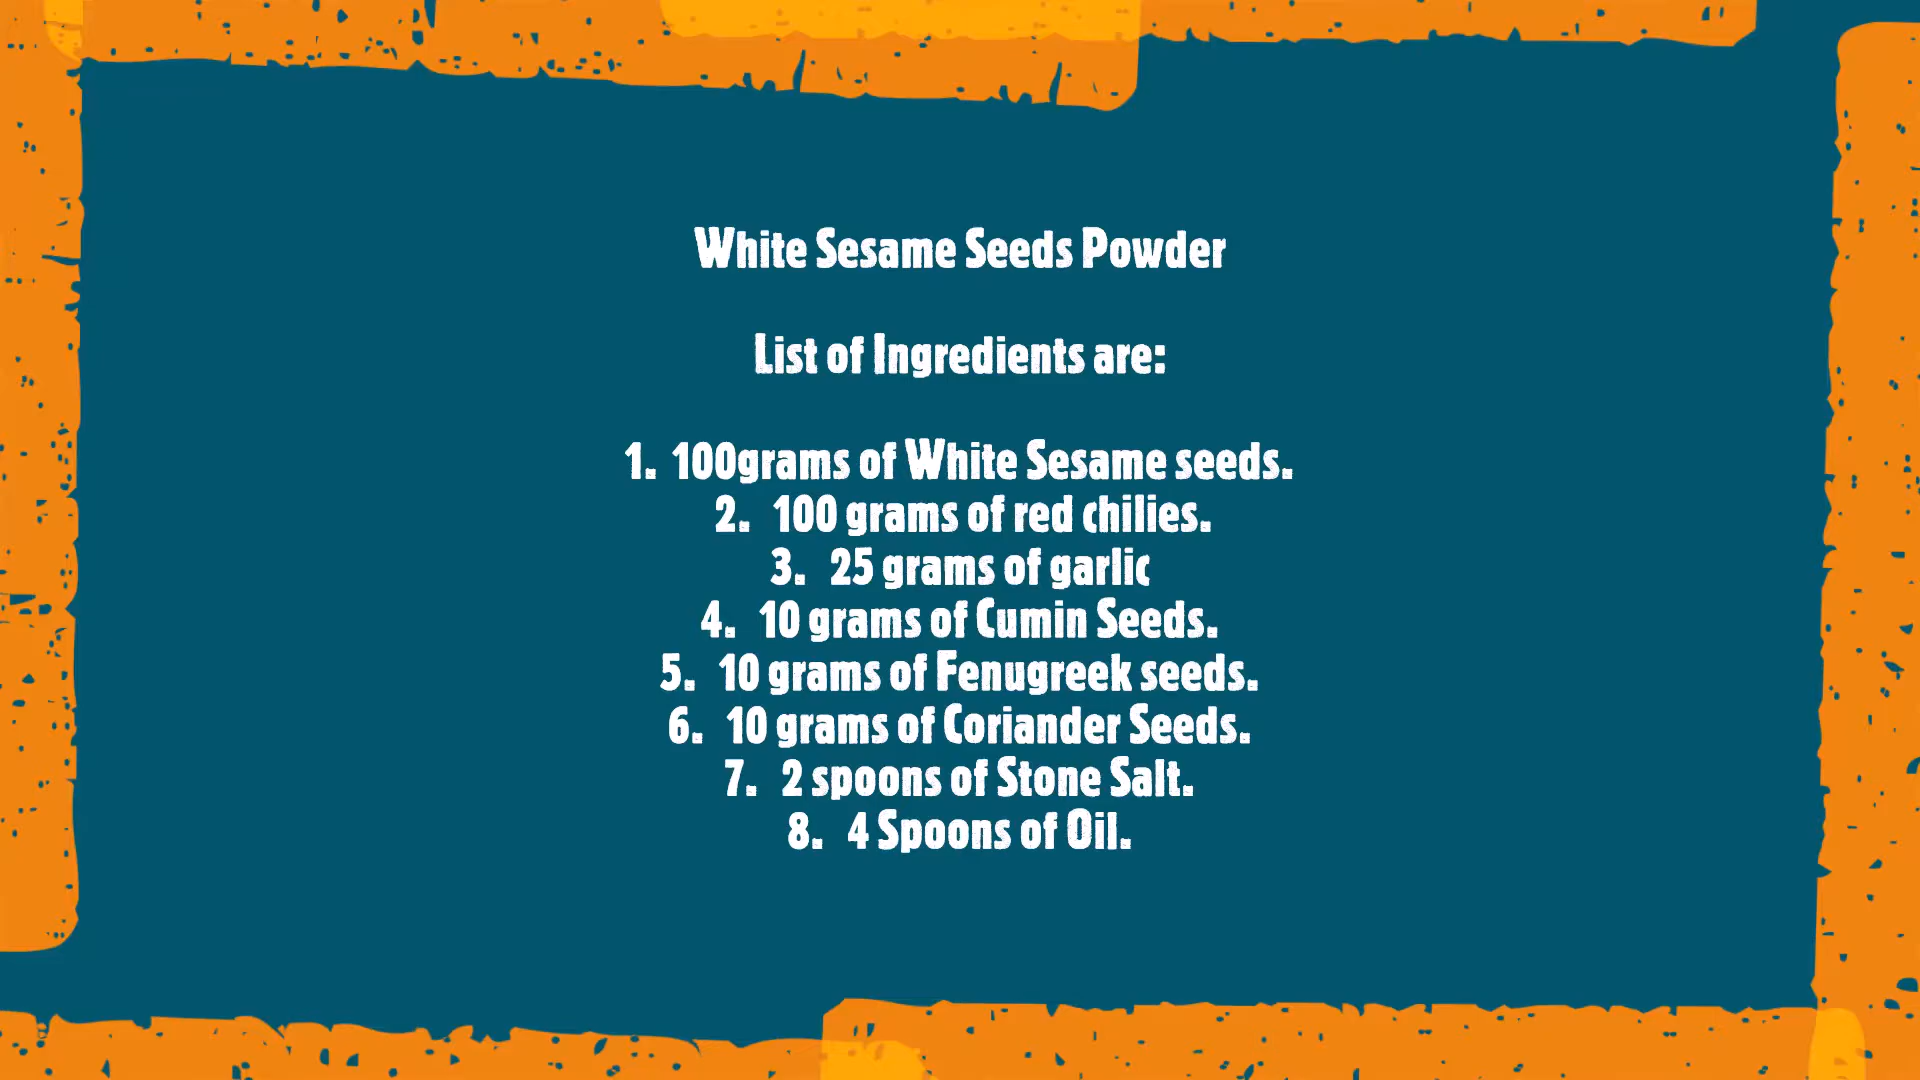 White Sesame Seeds Powder
List of Ingredients are:
1. 100grams of White Sesame seeds.
2. 100 grams of red chilies.
3. 25 grams of garlic
4. 10 grams of Cumin Seeds.
5. 10 grams of Fenugreek seeds.
6. 10 grams of Coriander Seeds.
7. 2 spoons of Stone Salt.
8. 4 Spoons of Oil.